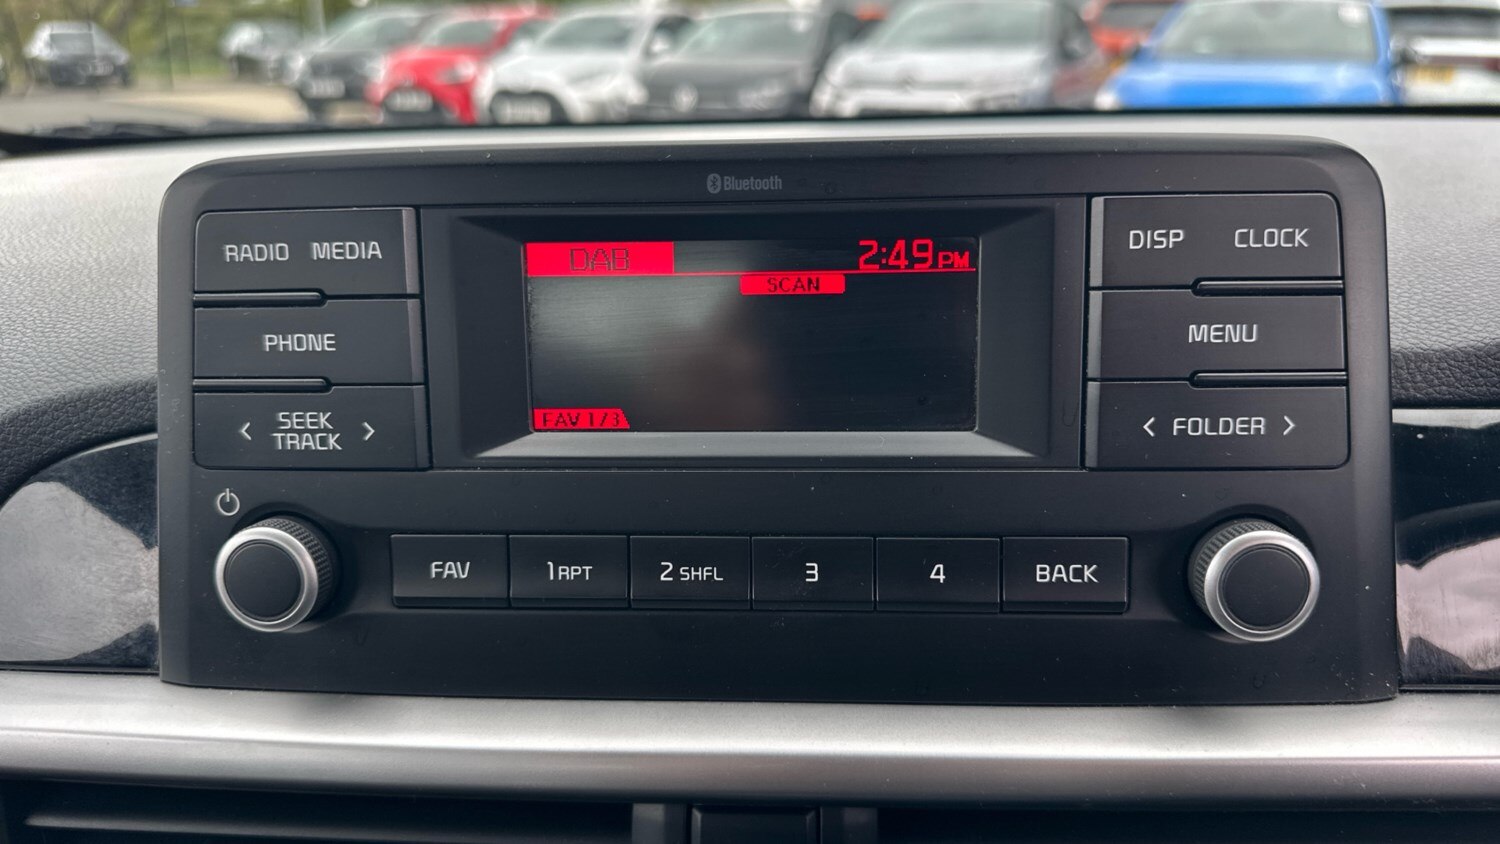 Bluetooth
RADIO MEDIA
DAB
2:49 PM
DISP CLOCK
SCAN
PHONE
MENU
< SEEK >
TRACK
FAV 1/3
< FOLDER >
FAV
1 RPT
2 SHFL
3
4
BACK